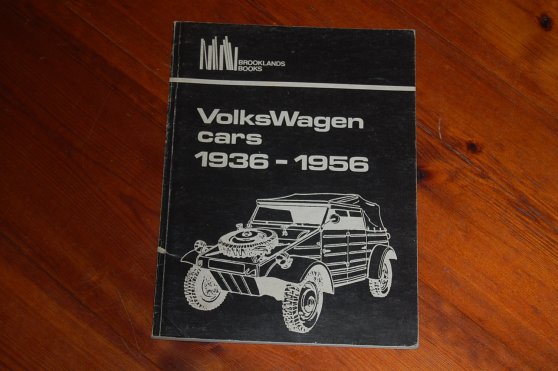 BROOKLANDS
BOOKS
VolksWagen
cars
1936 - 1956